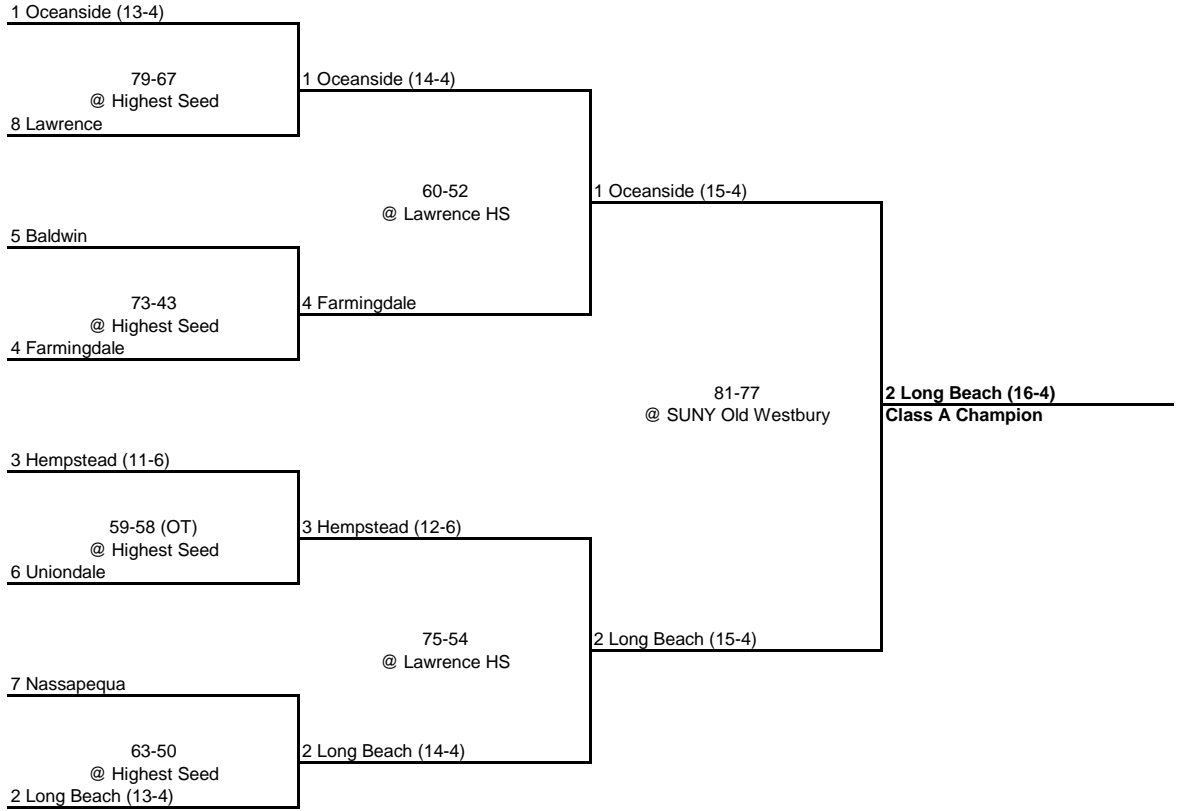 1 Oceanside (13-4)
79-67
@ Highest Seed
8 Lawrence
1 Oceanside (14-4)
60-52
@ Lawrence HS
5 Baldwin
73-43
@ Highest Seed
4 Farmingdale
4 Farmingdale
1 Oceanside (15-4)
81-77
@ SUNY Old Westbury
2 Long Beach (16-4)
Class A Champion
3 Hempstead (11-6)
59-58 (OT)
@ Highest Seed
6 Uniondale
3 Hempstead (12-6)
75-54
@ Lawrence HS
2 Long Beach (15-4)
7 Nassapequa
63-50
@ Highest Seed
2 Long Beach (13-4)
2 Long Beach (14-4)